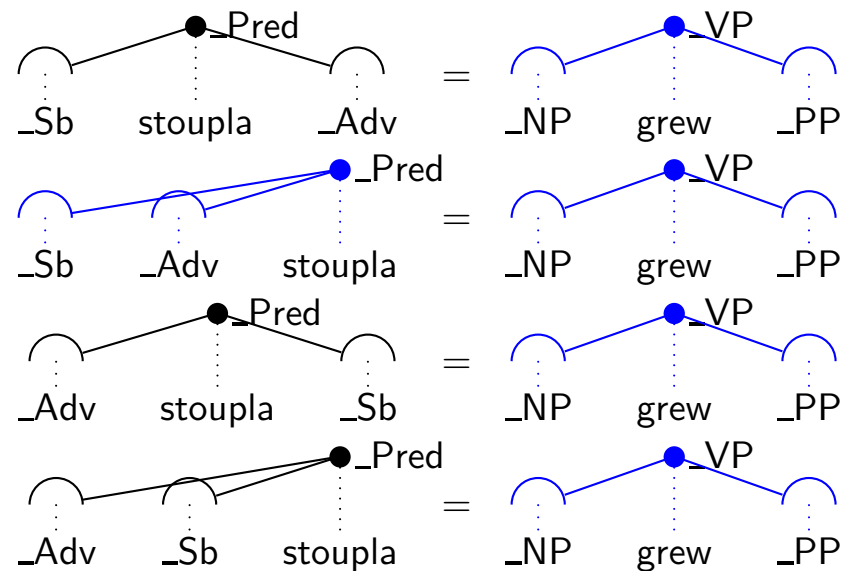 _Pred _VP
=
_Sb stoupla _Adv _NP grew _PP
_Pred _VP
=
_Sb _Adv stoupla _NP grew _PP
_Pred _VP
=
_Adv stoupla _Sb _NP grew _PP
_Pred _VP
=
_Adv _Sb stoupla _NP grew _PP